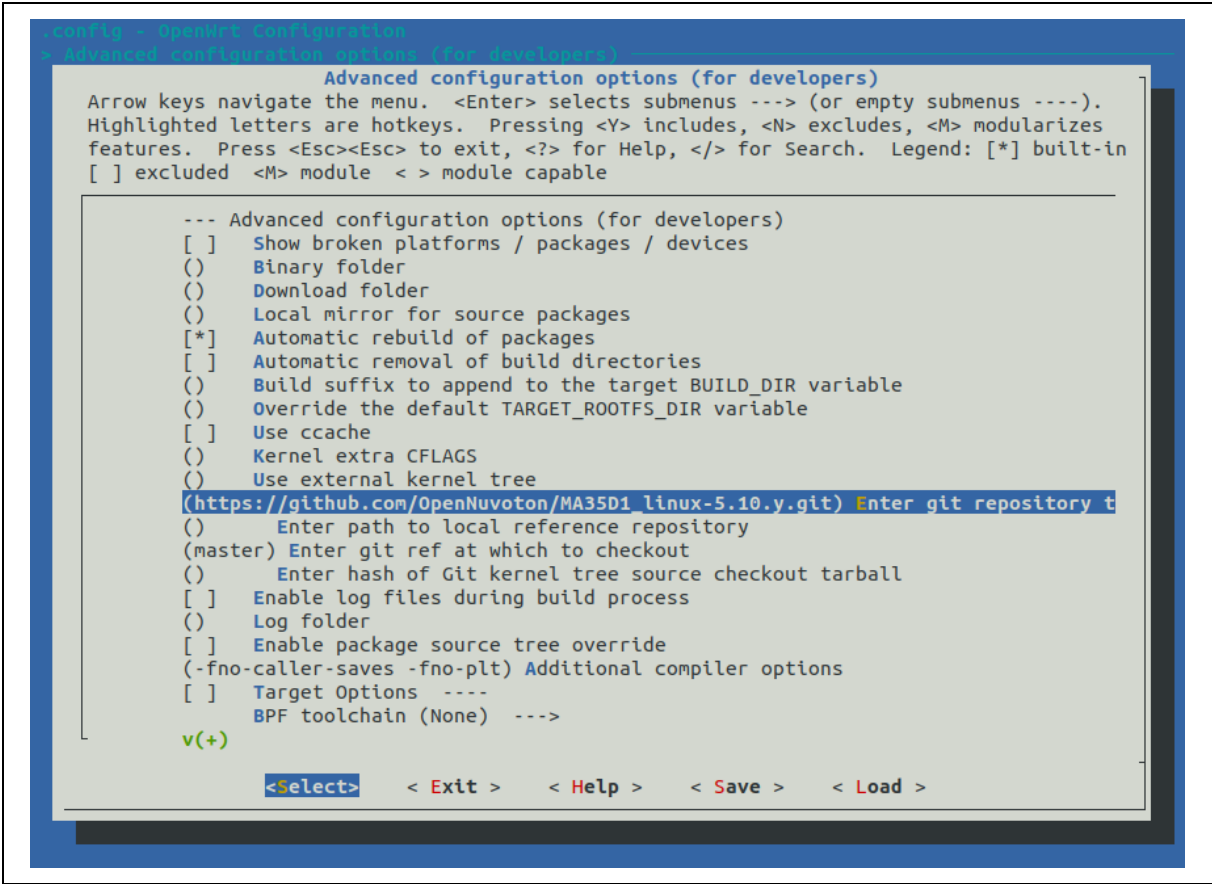 .config - OpenWrt Configuration
> Advanced configuration options (for developers)
Advanced configuration options (for developers)
Arrow keys navigate the menu.  <Enter> selects submenus ---> (or empty submenus ----).
Highlighted letters are hotkeys.  Pressing <Y> includes, <N> excludes, <M> modularizes
features.  Press <Esc><Esc> to exit, <?> for Help, </> for Search.  Legend: [*] built-in
[ ] excluded  <M> module  < > module capable
--- Advanced configuration options (for developers)
[ ]   Show broken platforms / packages / devices
()    Binary folder
()    Download folder
()    Local mirror for source packages
[*]   Automatic rebuild of packages
[ ]   Automatic removal of build directories
()    Build suffix to append to the target BUILD_DIR variable
()    Override the default TARGET_ROOTFS_DIR variable
[ ]   Use ccache
()    Kernel extra CFLAGS
()    Use external kernel tree
(https://github.com/OpenNuvoton/MA35D1_linux-5.10.y.git) Enter git repository t
()      Enter path to local reference repository
(master) Enter git ref at which to checkout
()      Enter hash of Git kernel tree source checkout tarball
[ ]   Enable log files during build process
()    Log folder
[ ]   Enable package source tree override
(-fno-caller-saves -fno-plt) Additional compiler options
[ ]   Target Options  ----
BPF toolchain (None)  --->
v(+)
<Select>    < Exit >    < Help >    < Save >    < Load >